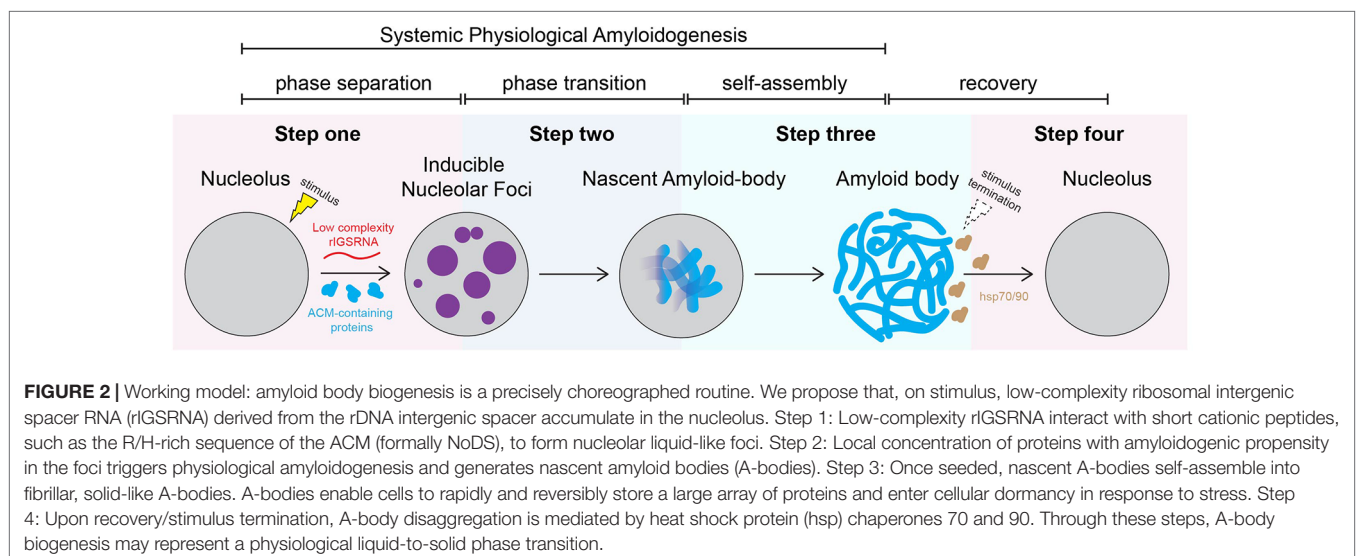 Systemic Physiological Amyloidogenesis
phase separation phase transition self-assembly recovery
Step one Step two Step three Step four
Nucleolus
stimulus
Low complexity
rIGSRNA
ACM-containing
proteins
Inducible
Nucleolar Foci
Nascent Amyloid-body
Amyloid body
stimulus
termination
hsp70/90
Nucleolus
FIGURE 2 | Working model: amyloid body biogenesis is a precisely choreographed routine. We propose that, on stimulus, low-complexity ribosomal intergenic
spacer RNA (rIGSRNA) derived from the rDNA intergenic spacer accumulate in the nucleolus. Step 1: Low-complexity rIGSRNA interact with short cationic peptides,
such as the R/H-rich sequence of the ACM (formally NoDS), to form nucleolar liquid-like foci. Step 2: Local concentration of proteins with amyloidogenic propensity
in the foci triggers physiological amyloidogenesis and generates nascent amyloid bodies (A-bodies). Step 3: Once seeded, nascent A-bodies self-assemble into
fibrillar, solid-like A-bodies. A-bodies enable cells to rapidly and reversibly store a large array of proteins and enter cellular dormancy in response to stress. Step
4: Upon recovery/stimulus termination, A-body disaggregation is mediated by heat shock protein (hsp) chaperones 70 and 90. Through these steps, A-body
biogenesis may represent a physiological liquid-to-solid phase transition.